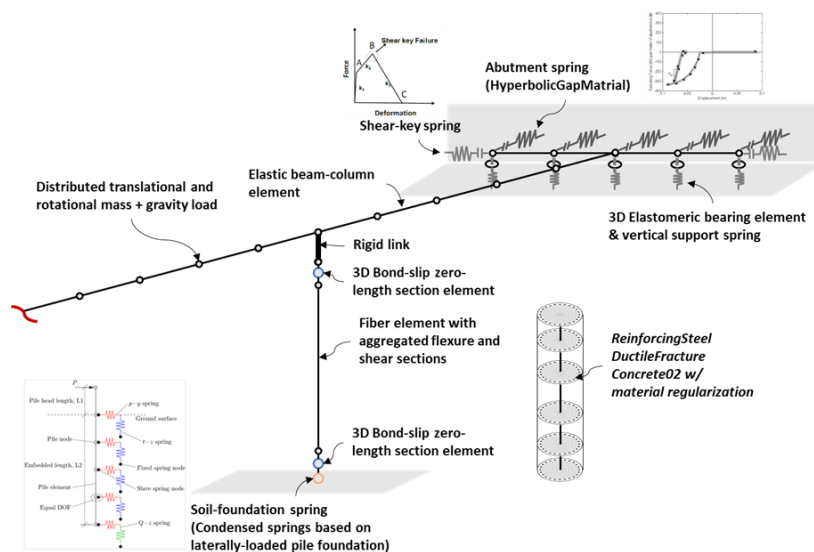 Shear key Failure
B
A
k₂
k₁
k₃
C
Force
Deformation
Shear-key spring
Abutment spring
(HyperbolicGapMatrial)
Displacement (m)
Elastic beam-column
element
Distributed translational and
rotational mass + gravity load
3D Elastomeric bearing element
& vertical support spring
Rigid link
3D Bond-slip zero-
length section element
Fiber element with
aggregated flexure and
shear sections
ReinforcingSteel
DuctileFracture
Concrete02 w/
material regularization
3D Bond-slip zero-
length section element
Soil-foundation spring
(Condensed springs based on
laterally-loaded pile foundation)
P
Pile head length, L1
p-y spring
Ground surface
t-z spring
Pile node
Embedded length, L2
Fixed spring node
Pile element
Slave spring node
Equal DOF
Q-z spring